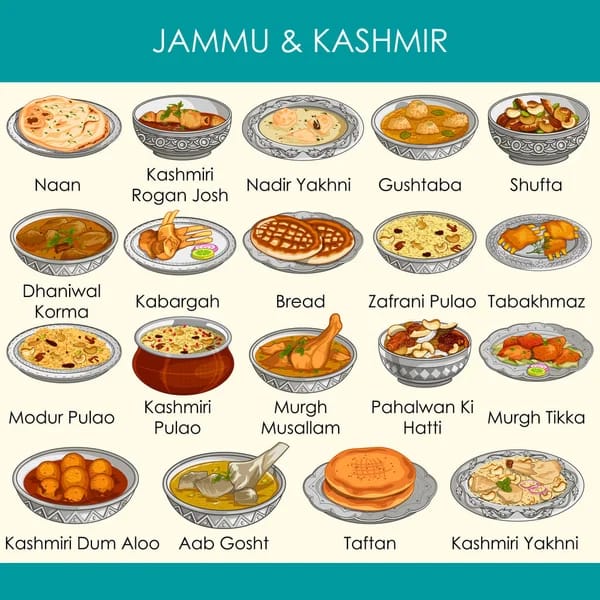 JAMMU & KASHMIR
Naan
Kashmiri
Rogan Josh
Nadir Yakhni
Gushtaba
Shufta
Dhaniwal
Korma
Kabargah
Bread
Zafrani Pulao
Tabakhmaz
Modur Pulao
Kashmiri
Pulao
Murgh
Musallam
Pahalwan Ki
Hatti
Murgh Tikka
Kashmiri Dum Aloo
Aab Gosht
Taftan
Kashmiri Yakhni